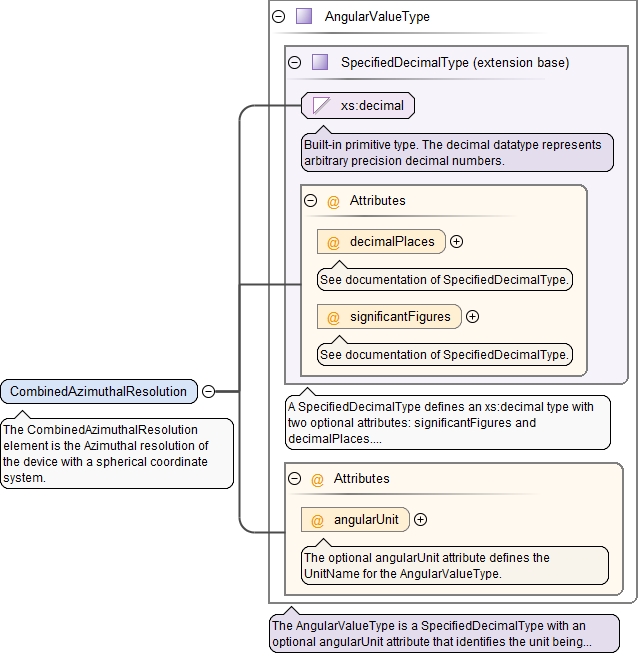 AngularValueType
SpecifiedDecimalType (extension base)
xs:decimal
Built-in primitive type. The decimal datatype represents
arbitrary precision decimal numbers.
@ Attributes
@ decimalPlaces
See documentation of SpecifiedDecimalType.
@ significantFigures
See documentation of SpecifiedDecimalType.
CombinedAzimuthalResolution
The CombinedAzimuthalResolution
element is the Azimuthal resolution of
the device with a spherical coordinate
system.
A SpecifiedDecimalType defines an xs:decimal type with
two optional attributes: significantFigures and
decimalPlaces....
@ Attributes
@ angularUnit
The optional angularUnit attribute defines the
UnitName for the AngularValueType.
The AngularValueType is a SpecifiedDecimalType with an
optional angularUnit attribute that identifies the unit being...